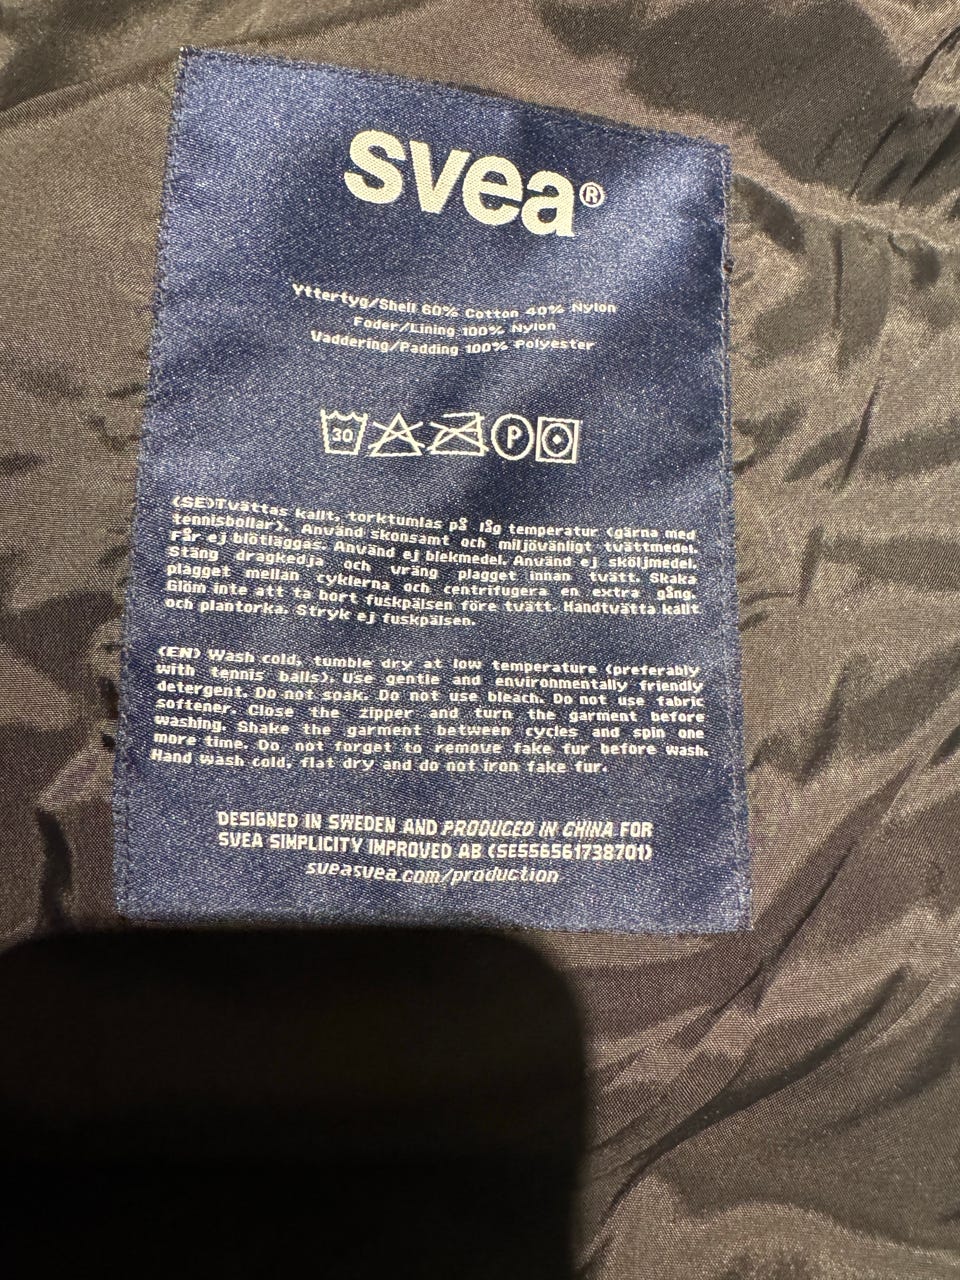 svea®
Yttertyg/Shell 60% Cotton 40% Nylon
Foder/Lining 100% Nylon
Vaddering/Padding 100% Polyester
30 P
(SE)Tvättas kallt, torktumlas på låg temperatur (gärna med
tennisbollar). Använd skonsamt och miljövänligt tvättmedel.
Får ej blötläggas. Använd ej blekmedel. Använd ej sköljmedel.
Stäng dragkedja och vräng plagget innan tvätt. Skaka
plagget mellan cyklerna och centrifugera en extra gång.
Glöm inte att ta bort fuskpälsen före tvätt. Handtvätta kallt
och plantorka. Stryk ej fuskpälsen.
(EN) Wash cold, tumble dry at low temperature (preferably
with tennis balls). Use gentle and environmentally friendly
detergent. Do not soak. Do not use bleach. Do not use fabric
softener. Close the zipper and turn the garment before
washing. Shake the garment between cycles and spin one
more time. Do not forget to remove fake fur before wash.
Hand wash cold, flat dry and do not iron fake fur.
DESIGNED IN SWEDEN AND PRODUCED IN CHINA FOR
SVEA SIMPLICITY IMPROVED AB (SE556561738701)
sveasvea.com/production